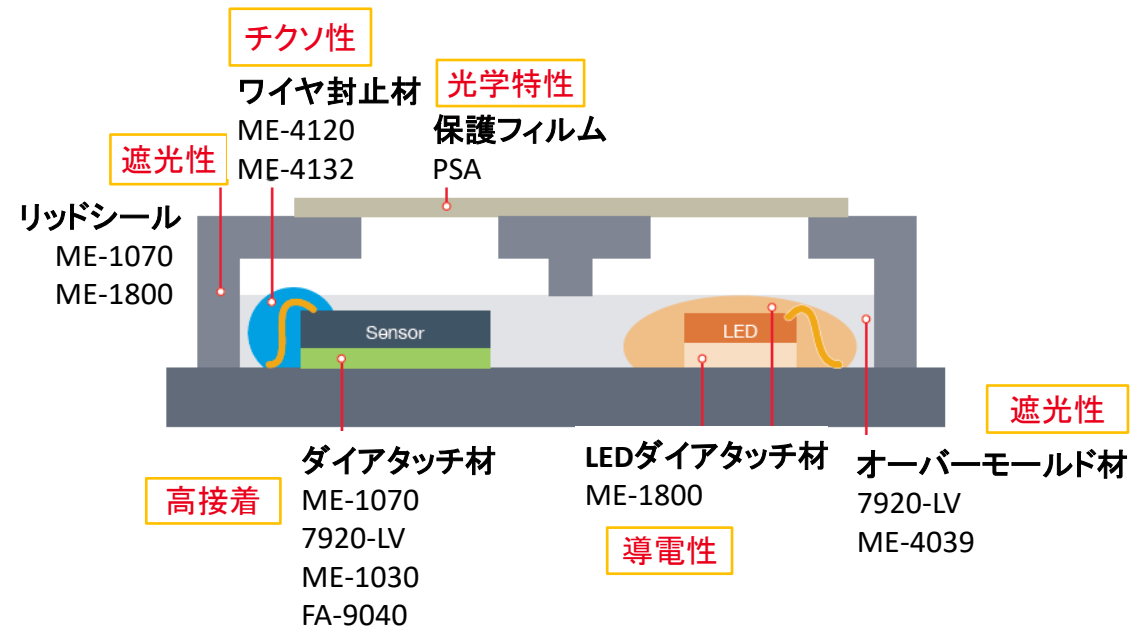 チクソ性
ワイヤ封止材
ME-4120
ME-4132
光学特性
保護フィルム
PSA
遮光性
リッドシール
ME-1070
ME-1800
Sensor
LED
ダイアタッチ材
ME-1070
7920-LV
ME-1030
FA-9040
高接着
LEDダイアタッチ材
ME-1800
導電性
遮光性
オーバーモールド材
7920-LV
ME-4039